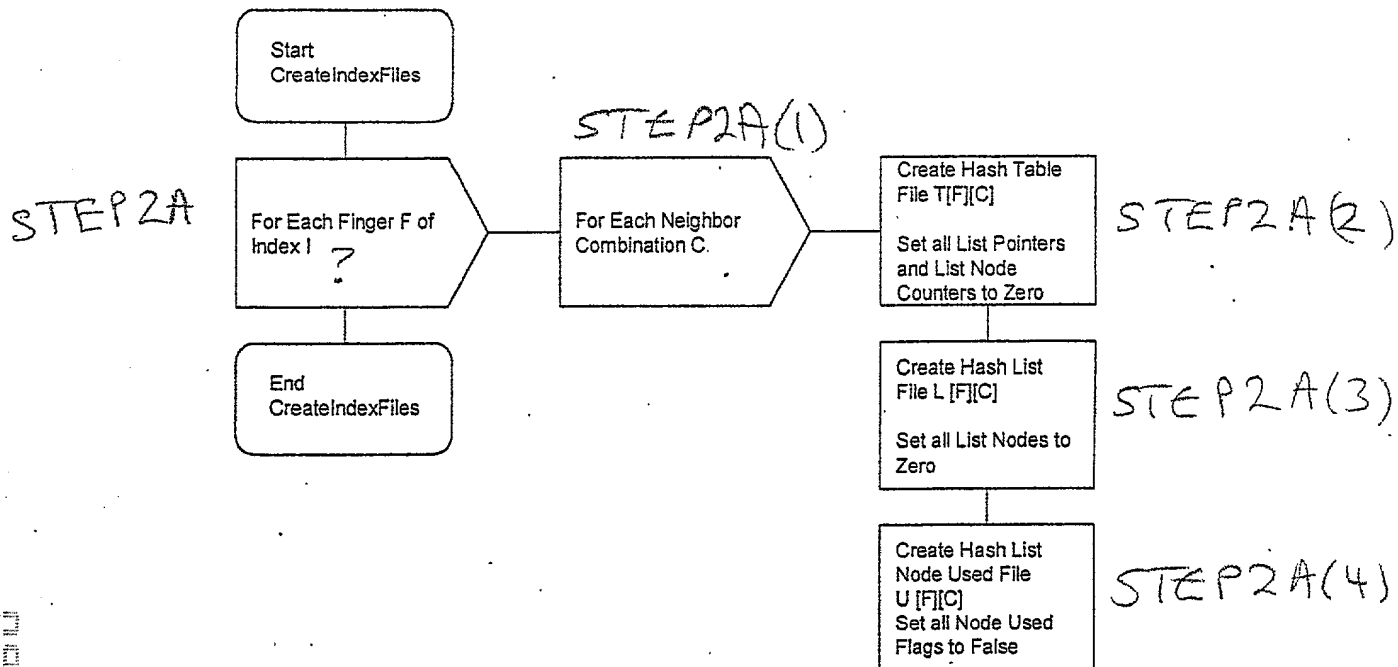 Start
CreateIndexFiles
STEP2A(1)
STEP2A
For Each Finger F of
Index I
?
For Each Neighbor
Combination C.
Create Hash Table
File T[F][C]
Set all List Pointers
and List Node
Counters to Zero
STEP2A(2)
End
CreateIndexFiles
Create Hash List
File L [F][C]
Set all List Nodes to
Zero
STEP2A(3)
Create Hash List
Node Used File
U [F][C]
Set all Node Used
Flags to False
STEP2A(4)